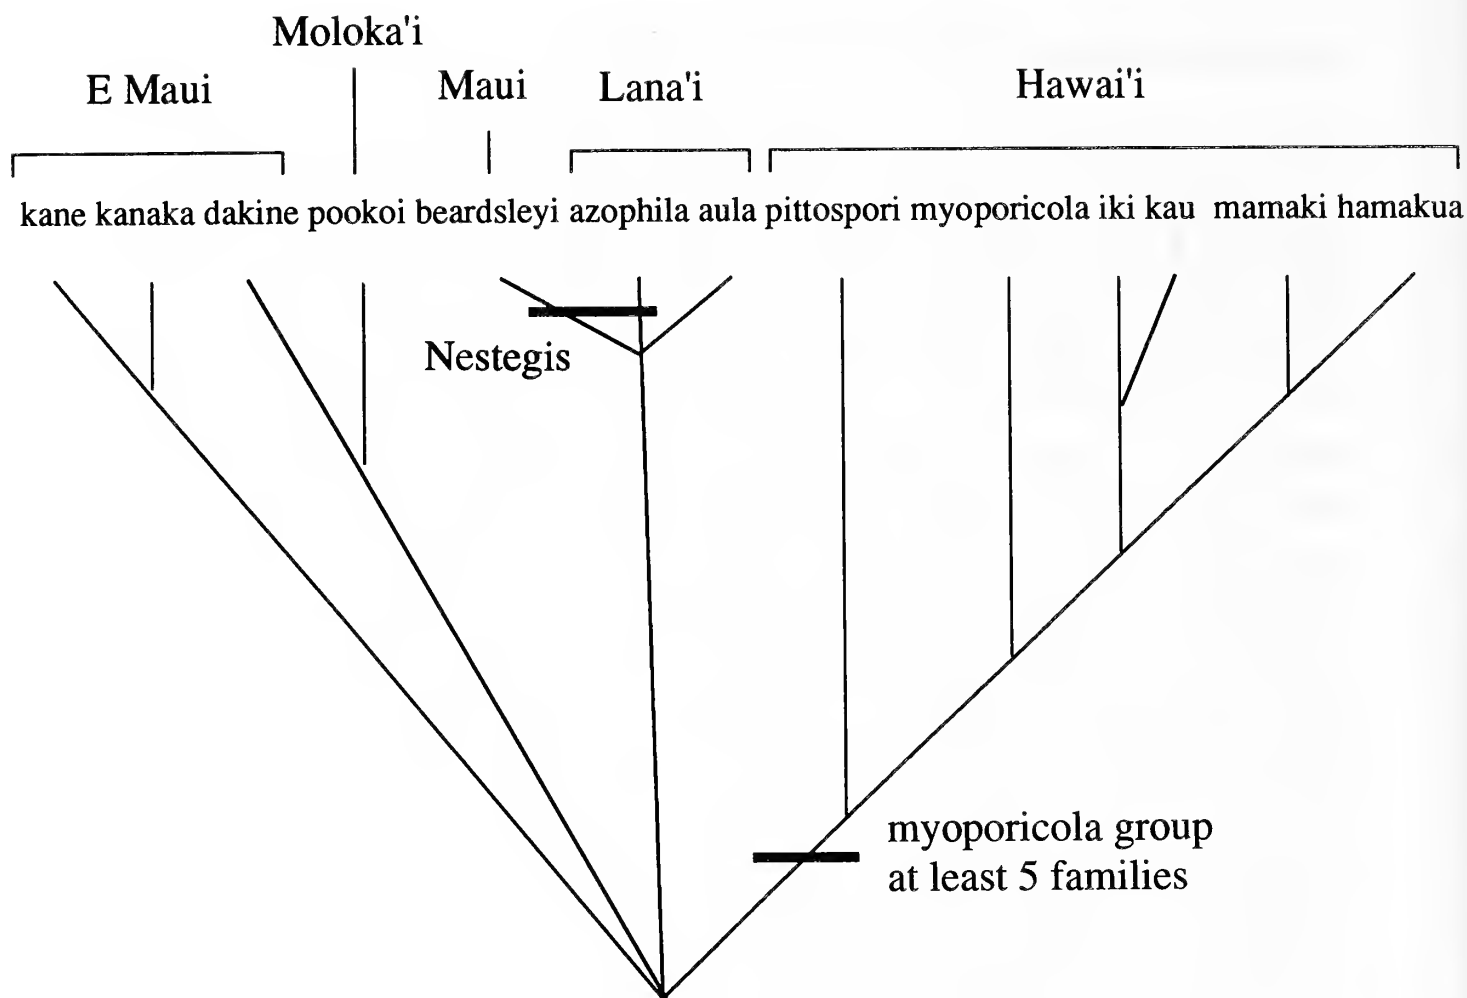 Moloka'i
E Maui Maui Lana'i Hawai'i
kane kanaka dakine pookoi beardsleyi azophila aula pittospori myoporicola iki kau mamaki hamakua
Nestegis
myoporicola group
at least 5 families